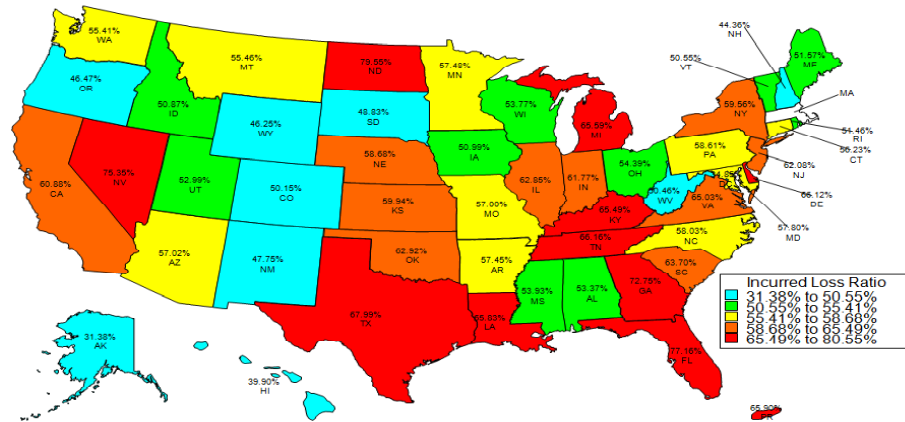 44.36%
NH
55.41%
WA
50.55%
VT
51.57%
ME
55.46%
MT
79.55%
ND
57.48%
MN
46.47%
OR
50.87%
ID
MA
48.83%
SD
53.77%
WI
59.56%
NY
46.25%
WY
55.59%
MI
51.46%
RI
56.23%
CT
58.61%
PA
50.99%
IA
58.68%
NE
54.39%
OH
62.08%
NJ
75.35%
NV
52.99%
UT
62.85%
IL
61.77%
IN
60.88%
CA
50.15%
CO
50.46%
WV
66.12%
DE
65.03%
VA
59.94%
KS
57.00%
MO
65.49%
KY
57.80%
MD
58.03%
NC
66.16%
TN
57.02%
AZ
47.75%
NM
62.92%
OK
57.45%
AR
63.70%
SC
53.93%
MS
53.37%
AL
72.75%
GA
Incurred Loss Ratio
31.38% to 50.55%
50.55% to 55.41%
55.41% to 58.68%
58.68% to 65.49%
65.49% to 80.55%
67.99%
TX
LA
31.38%
AK
77.16%
FL
39.90%
HI
65.90%
PR